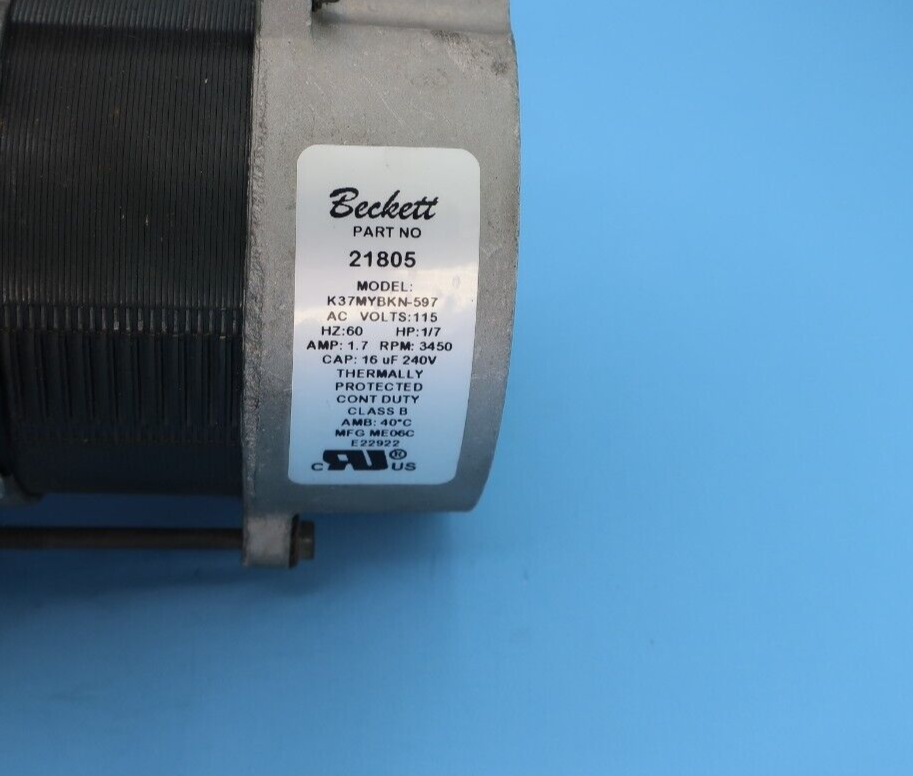 Beckett
PART NO
21805
MODEL:
K37MYBKN-597
AC VOLTS:115
HZ:60 HP:1/7
AMP: 1.7 RPM: 3450
CAP: 16 uF 240V
THERMALLY
PROTECTED
CONT DUTY
CLASS B
AMB: 40°C
MFG ME06C
E22922
C RU® US